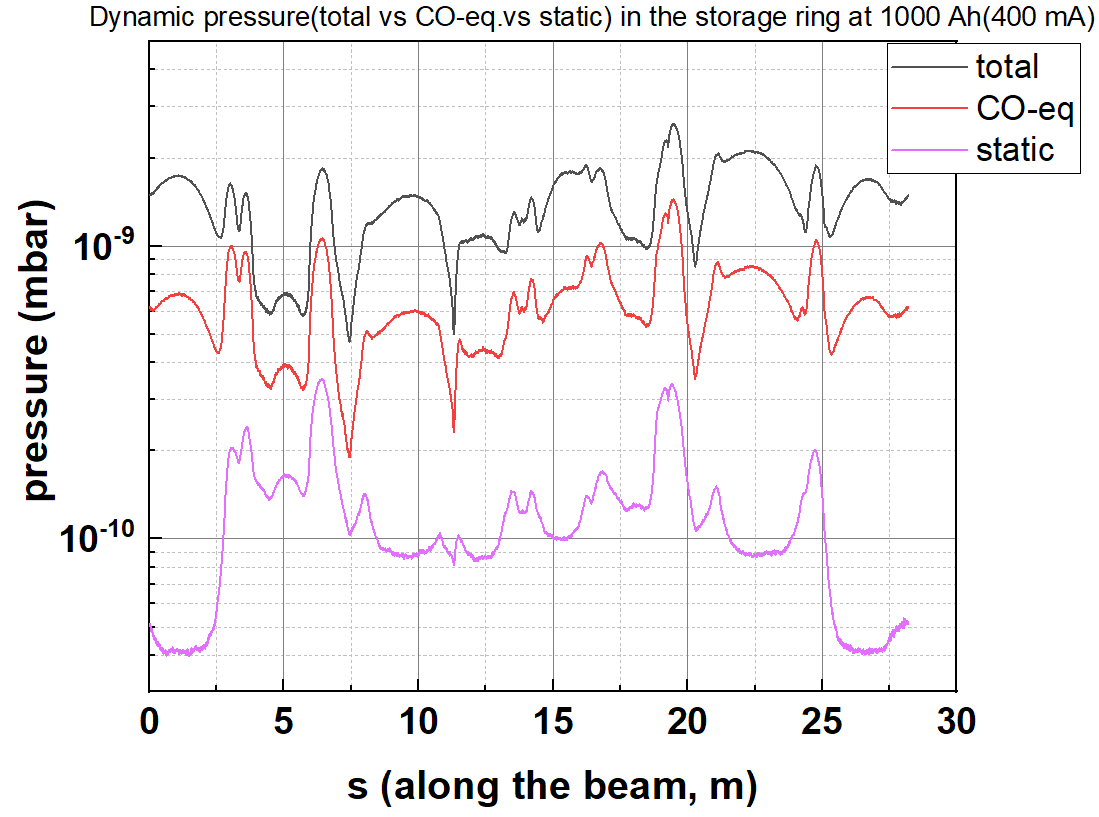 Dynamic pressure(total vs CO-eq.vs static) in the storage ring at 1000 Ah(400 mA)
total
CO-eq
static
pressure (mbar)
10-9
10-10
0 5 10 15 20 25 30
s (along the beam, m)